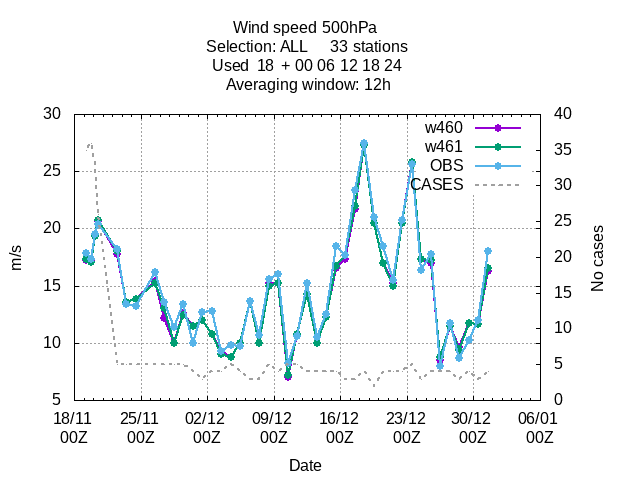 Wind speed 500hPa
Selection: ALL     33 stations
Used  18  + 00 06 12 18 24
Averaging window: 12h
30
25
20
15
10
5
40
35
30
25
20
15
10
5
0
w460
w461
OBS
CASES
m/s
No cases
18/11 25/11 02/12 09/12 16/12 23/12 30/12 06/01
00Z 00Z 00Z 00Z 00Z 00Z 00Z 00Z
Date